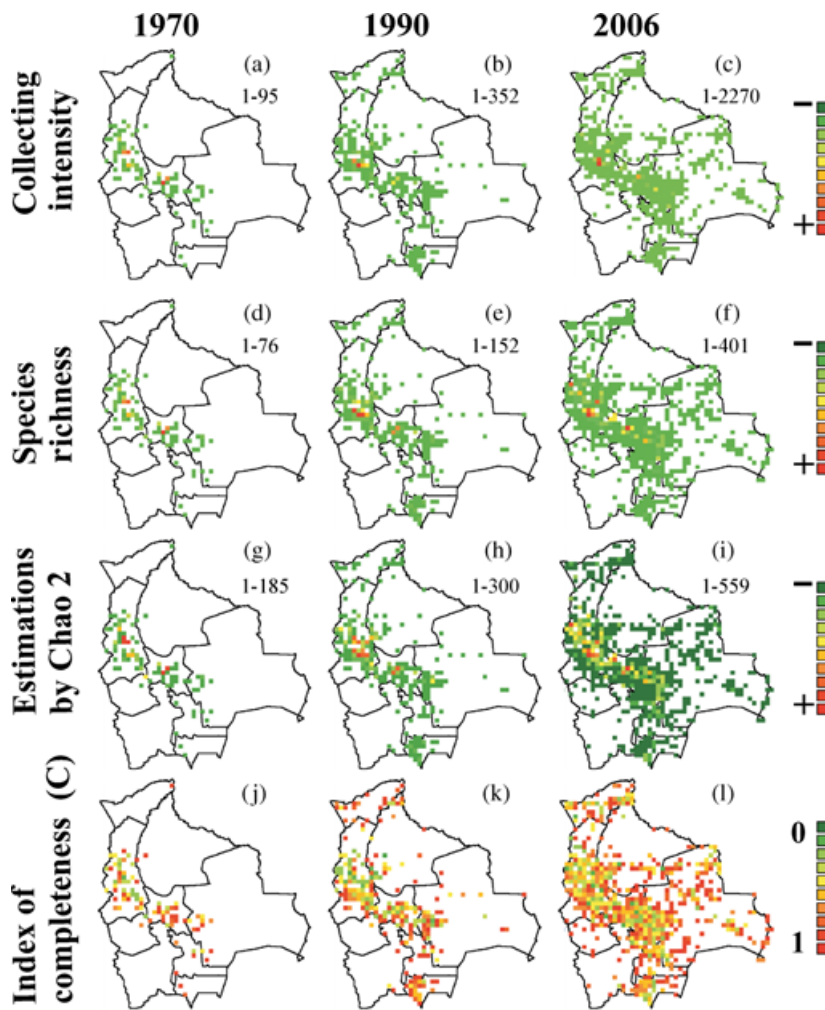 1970 1990 2006
Collecting
intensity
(a) (b) (c)
1-95 1-352 1-2270
−
+
Species
richness
(d) (e) (f)
1-76 1-152 1-401
−
+
Estimations
by Chao 2
(g) (h) (i)
1-185 1-300 1-559
−
+
Index of
completeness (C)
(j) (k) (l)
0
1